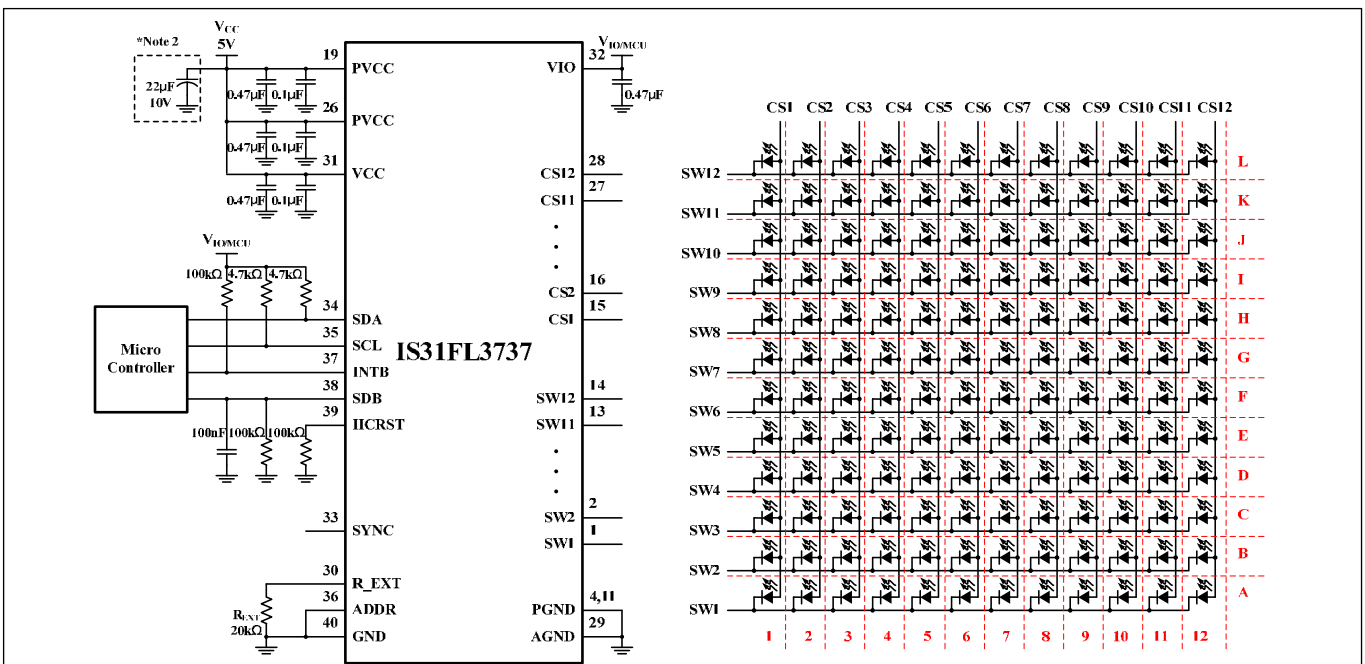 *Note 2
V_CC
5V
22µF
10V
0.47µF 0.1µF
0.47µF 0.1µF
0.47µF 0.1µF
19 PVCC
26 PVCC
31 VCC
V_IO/MCU
100kΩ 4.7kΩ 4.7kΩ
Micro
Controller
34 SDA
35 SCL
37 INTB
38 SDB
39 IICRST
100nF 100kΩ 100kΩ
33 SYNC
30 R_EXT
36 ADDR
40 GND
R_EXT
20kΩ
IS31FL3737
V_IO/MCU
VIO 32
0.47µF
CS12 28
CS11 27
CS2 16
CS1 15
SW12 14
SW11 13
SW2 2
SW1 1
PGND 4,11
AGND 29
CS1 CS2 CS3 CS4 CS5 CS6 CS7 CS8 CS9 CS10 CS11 CS12
SW12 L
SW11 K
SW10 J
SW9 I
SW8 H
SW7 G
SW6 F
SW5 E
SW4 D
SW3 C
SW2 B
SW1 A
1 2 3 4 5 6 7 8 9 10 11 12